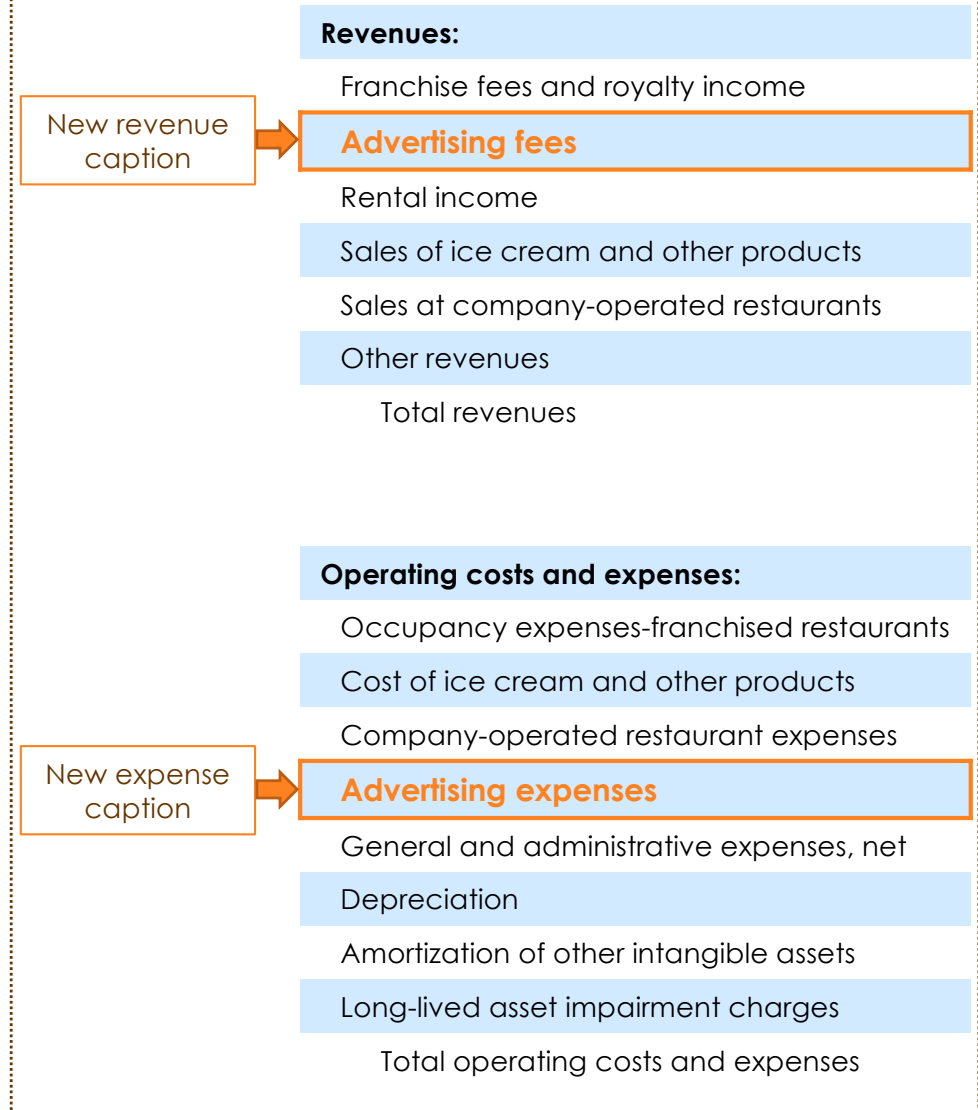 Revenues:
Franchise fees and royalty income
New revenue
caption
Advertising fees
Rental income
Sales of ice cream and other products
Sales at company-operated restaurants
Other revenues
Total revenues
Operating costs and expenses:
Occupancy expenses-franchised restaurants
Cost of ice cream and other products
Company-operated restaurant expenses
New expense
caption
Advertising expenses
General and administrative expenses, net
Depreciation
Amortization of other intangible assets
Long-lived asset impairment charges
Total operating costs and expenses